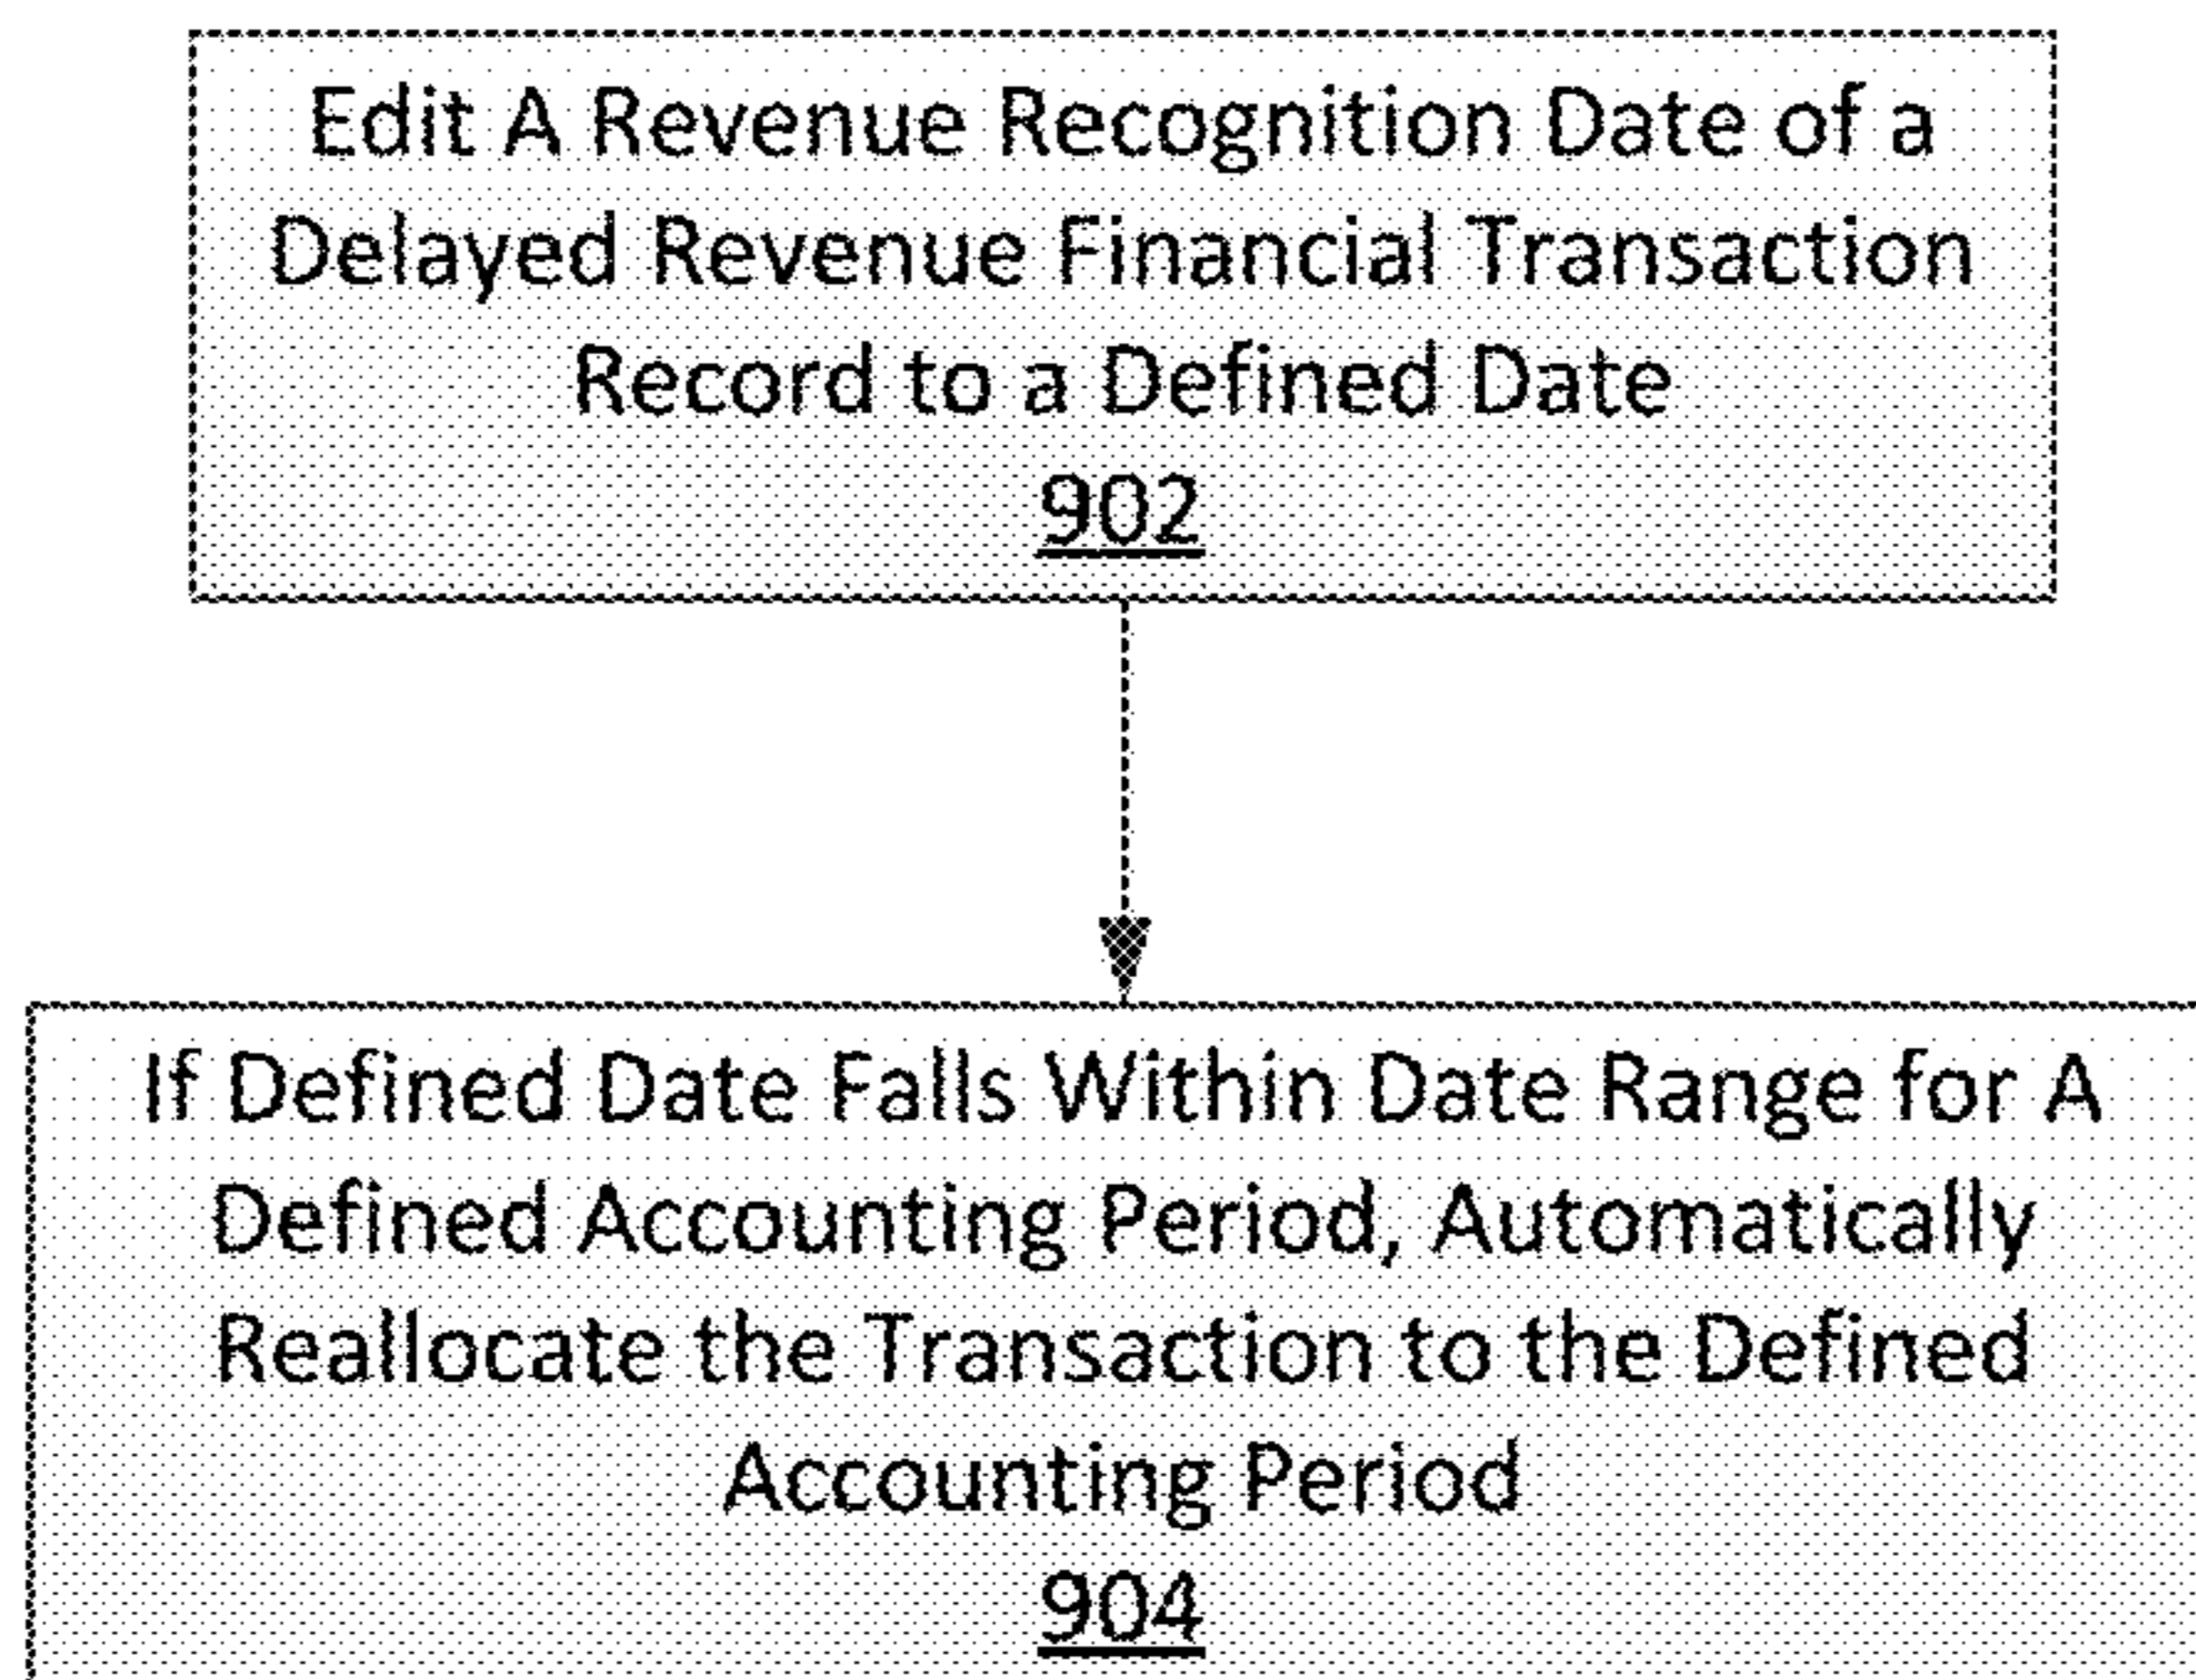 Edit A Revenue Recognition Date of a
Delayed Revenue Financial Transaction
Record to a Defined Date
902
If Defined Date Falls Within Date Range for A
Defined Accounting Period, Automatically
Reallocate the Transaction to the Defined
Accounting Period
904